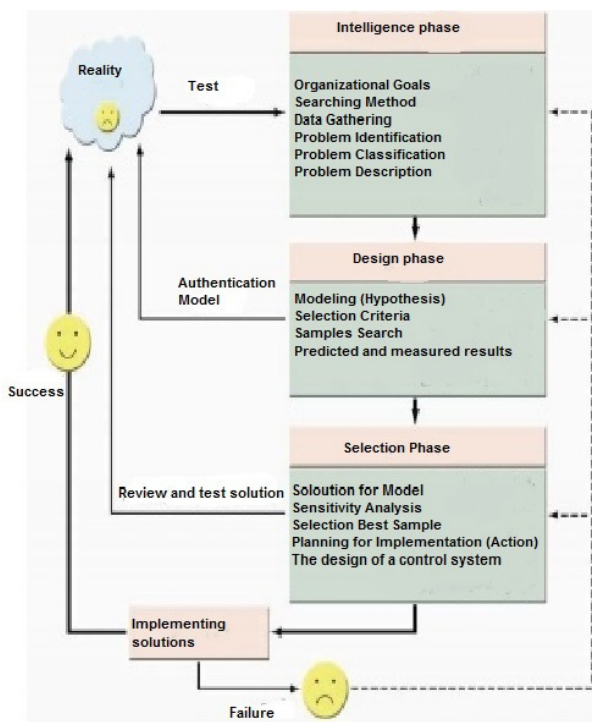 Intelligence phase
Reality
Test
Organizational Goals
Searching Method
Data Gathering
Problem Identification
Problem Classification
Problem Description
Design phase
Authentication
Model
Modeling (Hypothesis)
Selection Criteria
Samples Search
Predicted and measured results
Success
Selection Phase
Review and test solution
Soloution for Model
Sensitivity Analysis
Selection Best Sample
Planning for Implementation (Action)
The design of a control system
Implementing
solutions
Failure